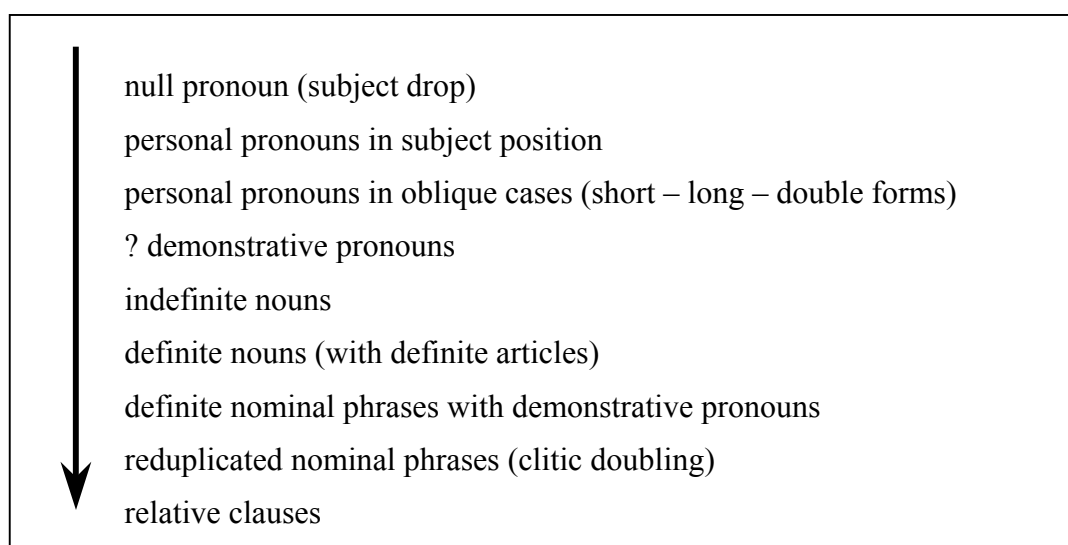 null pronoun (subject drop)
personal pronouns in subject position
personal pronouns in oblique cases (short – long – double forms)
? demonstrative pronouns
indefinite nouns
definite nouns (with definite articles)
definite nominal phrases with demonstrative pronouns
reduplicated nominal phrases (clitic doubling)
relative clauses